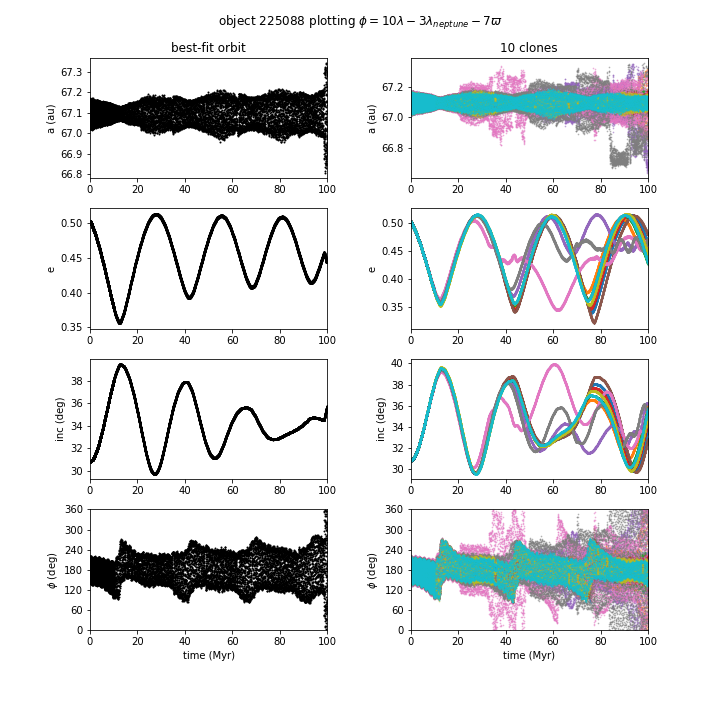 object 225088 plotting ϕ = 10λ − 3λneptune − 7ϖ
best-fit orbit
10 clones
a (au)
67.3
67.2
67.1
67.0
66.9
66.8
0 20 40 60 80 100
a (au)
67.2
67.0
66.8
0 20 40 60 80 100
e
0.50
0.45
0.40
0.35
0 20 40 60 80 100
e
0.50
0.45
0.40
0.35
0 20 40 60 80 100
inc (deg)
38
36
34
32
30
0 20 40 60 80 100
inc (deg)
40
38
36
34
32
30
0 20 40 60 80 100
ϕ (deg)
360
300
240
180
120
60
0
0 20 40 60 80 100
time (Myr)
ϕ (deg)
360
300
240
180
120
60
0
0 20 40 60 80 100
time (Myr)